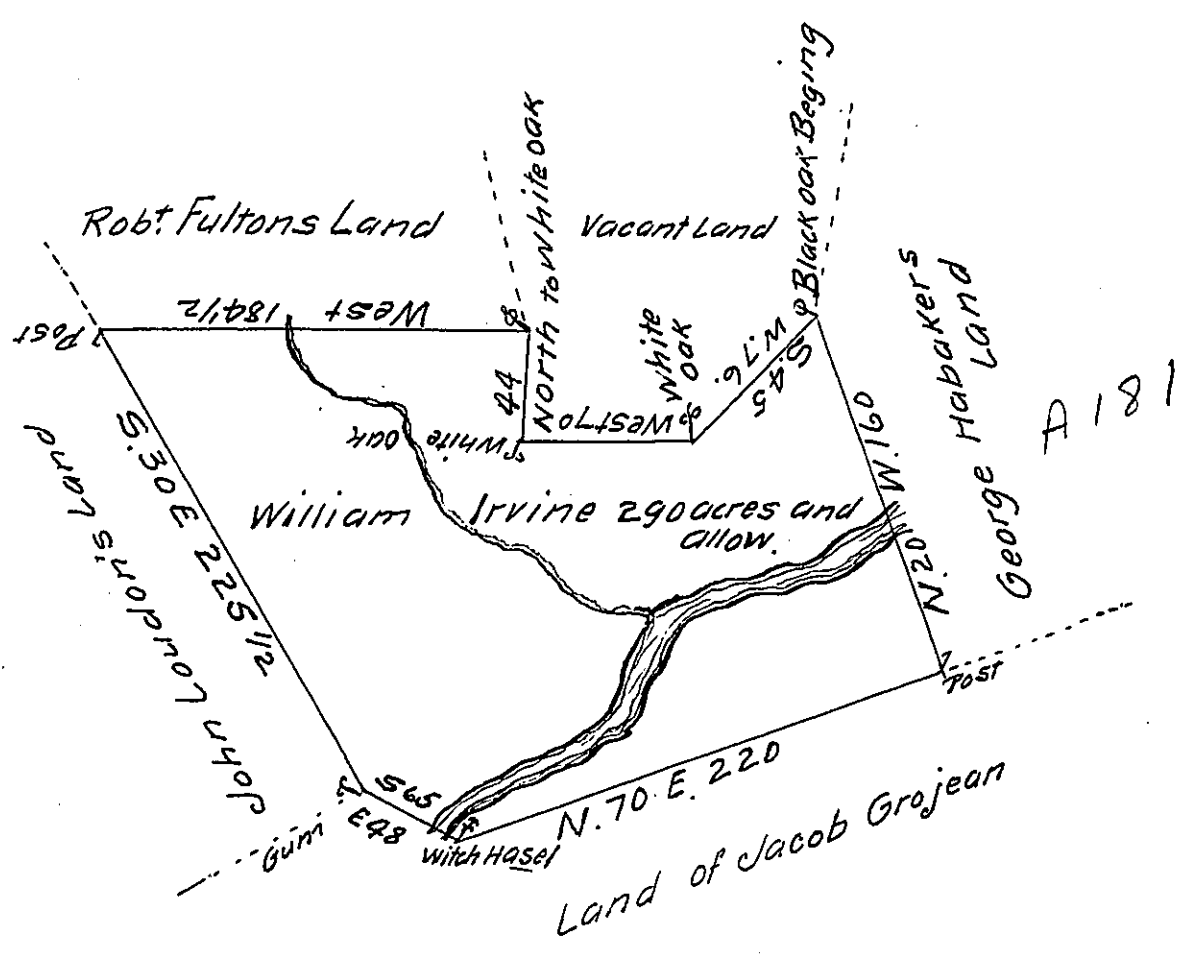 Black oak Beging
Robt. Fultons Land
North to White oak
Vacant Land
184 1/2
West
Post
White
oak
44
S.45
W.76.
West 70
White
oak
George Habakers
Land
A 181
N.20
W.160
S.30 E 225 1/2
John Loudon's Land
William Irvine 290 acres and
allow.
Post
S65
E48
Gum
Witch Hasel
N.70.E. 220
Land of Jacob Grojean